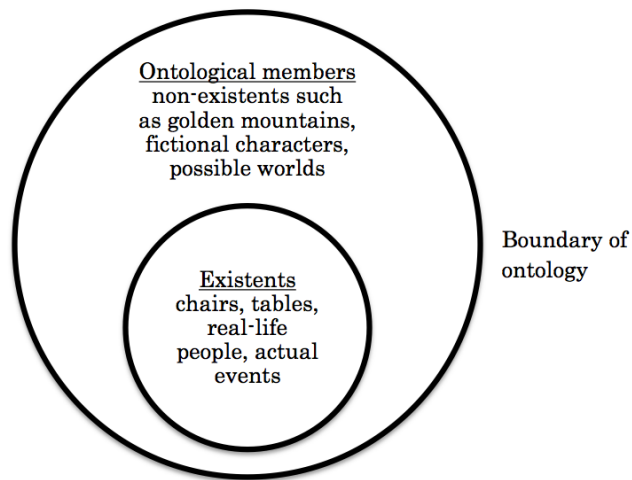 Ontological members
non-existents such
as golden mountains,
fictional characters,
possible worlds
Boundary of
ontology
Existents
chairs, tables,
real-life
people, actual
events